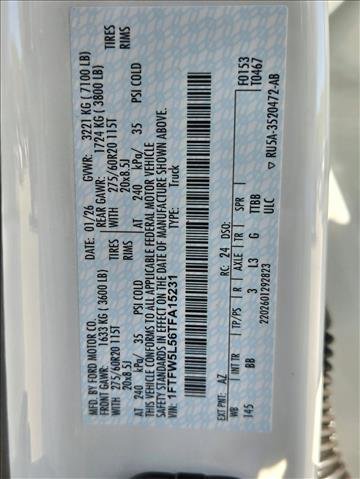 MFD. BY FORD MOTOR CO.
DATE: 01/26 GVWR: 3221 KG ( 7100 LB)
FRONT GAWR: 1633 KG ( 3600 LB) REAR GAWR: 1724 KG ( 3800 LB)
WITH 275/60R20 115T TIRES WITH 275/60R20 115T TIRES
20x8.5J RIMS 20x8.5J RIMS
AT 240 kPa/ 35 PSI COLD AT 240 kPa/ 35 PSI COLD
THIS VEHICLE CONFORMS TO ALL APPLICABLE FEDERAL MOTOR VEHICLE
SAFETY STANDARDS IN EFFECT ON THE DATE OF MANUFACTURE SHOWN ABOVE.
VIN: 1FTFW5L56TFA15231 TYPE: Truck
F0153
T0467
EXT PNT: AZ RC: 24 DSO:
WB INT TR TP/PS R AXLE TR SPR
145 BB 3 L3 G TTBB
2202601292823 ULC
▽ RU5A-3520472-AB